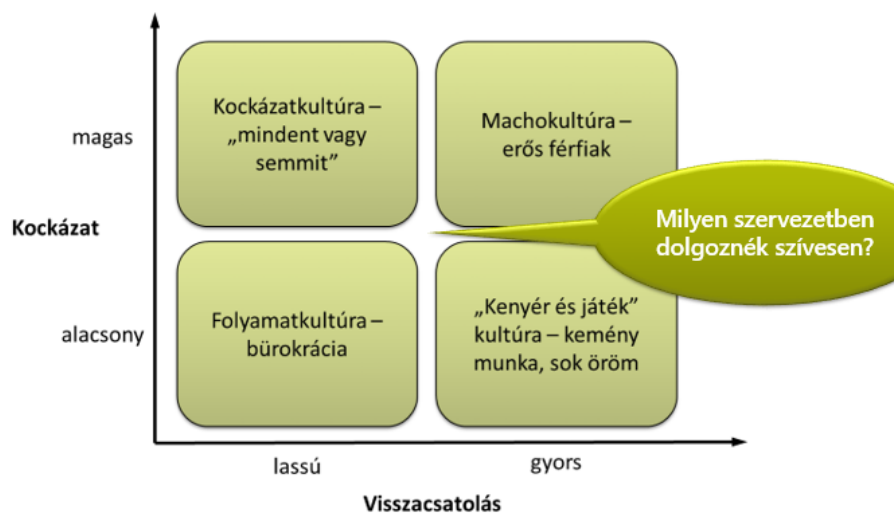 Kockázatkultúra –
„mindent vagy
semmit”
Machokultúra –
erős férfiak
magas
Kockázat
Milyen szervezetben
dolgoznék szívesen?
Folyamatkultúra –
bürokrácia
„Kenyér és játék”
kultúra – kemény
munka, sok öröm
alacsony
lassú
gyors
Visszacsatolás